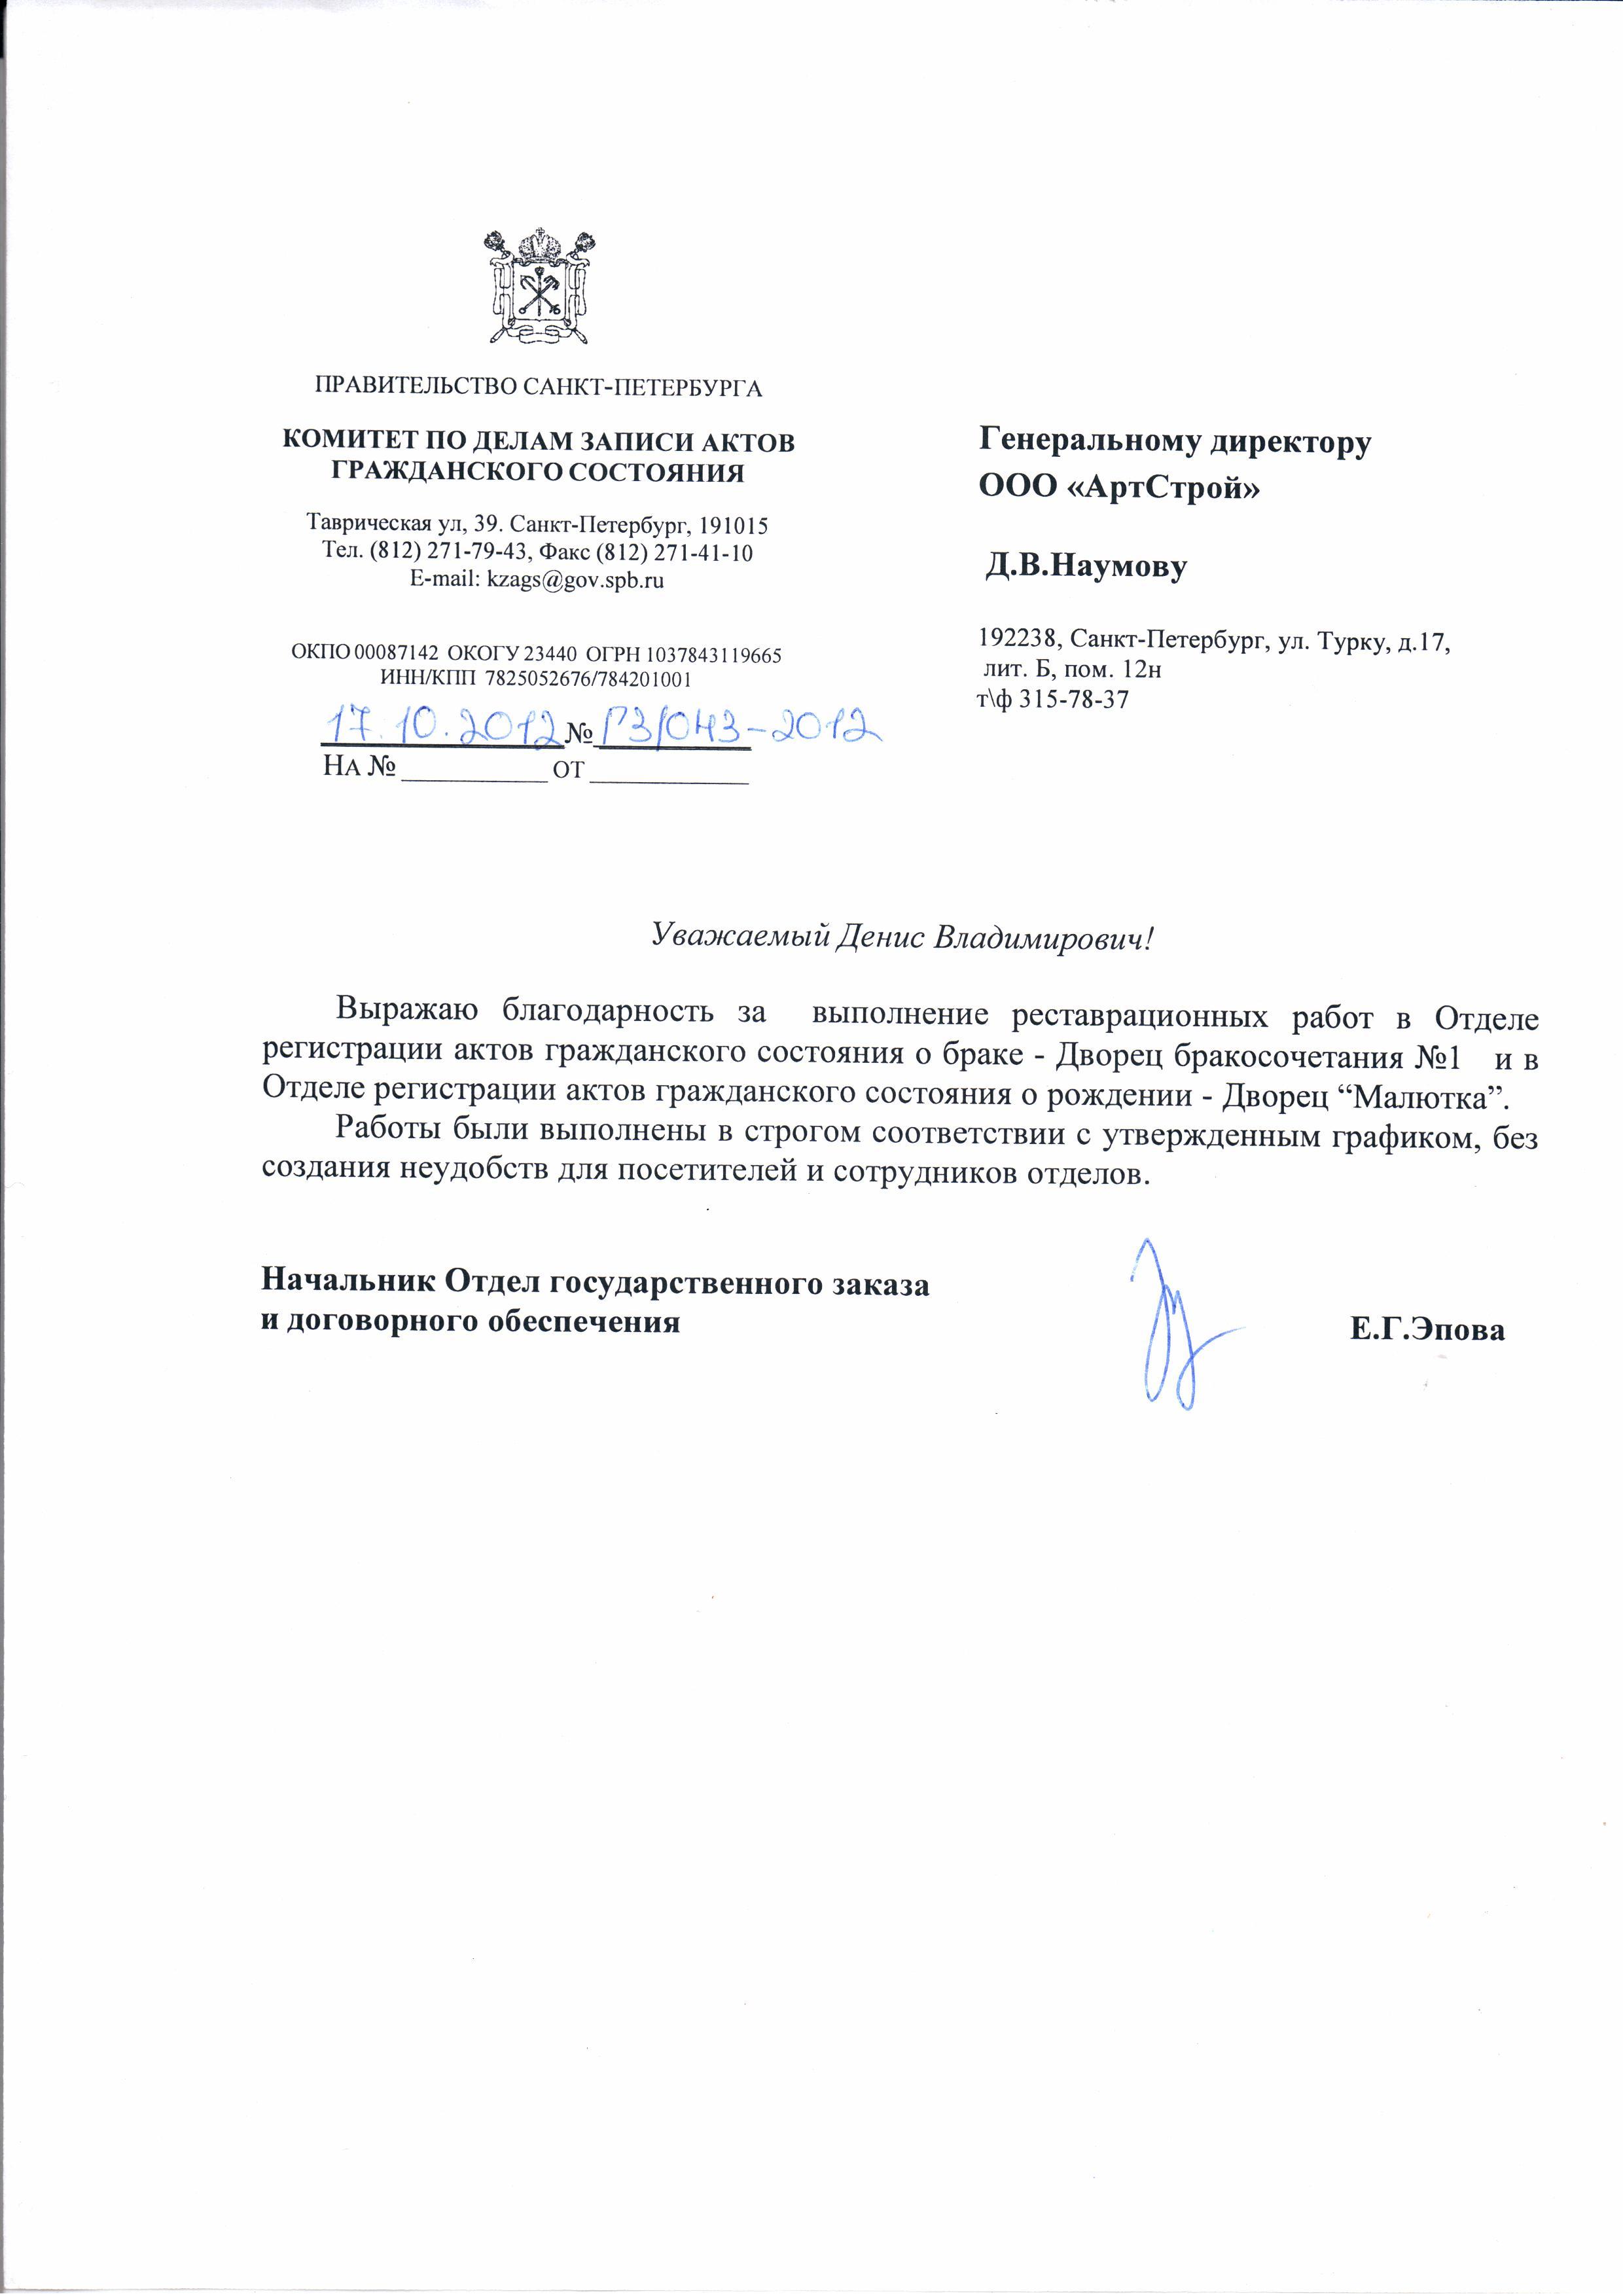 ПРАВИТЕЛЬСТВО САНКТ-ПЕТЕРБУРГА
КОМИТЕТ ПО ДЕЛАМ ЗАПИСИ АКТОВ
ГРАЖДАНСКОГО СОСТОЯНИЯ
Таврическая ул, 39. Санкт-Петербург, 191015
Тел. (812) 271-79-43, Факс (812) 271-41-10
E-mail: kzags@gov.spb.ru
ОКПО 00087142 ОКОГУ 23440 ОГРН 1037843119665
ИНН/КПП 7825052676/784201001
17.10.2012 № ГЗ/043-2012
НА № ___________ ОТ ____________
Генеральному директору
ООО «АртСтрой»
Д.В.Наумову
192238, Санкт-Петербург, ул. Турку, д.17,
лит. Б, пом. 12н
т\ф 315-78-37
Уважаемый Денис Владимирович!
Выражаю благодарность за выполнение реставрационных работ в Отделе
регистрации актов гражданского состояния о браке - Дворец бракосочетания №1 и в
Отделе регистрации актов гражданского состояния о рождении - Дворец “Малютка”.
Работы были выполнены в строгом соответствии с утвержденным графиком, без
создания неудобств для посетителей и сотрудников отделов.
Начальник Отдел государственного заказа
и договорного обеспечения
Е.Г.Эпова